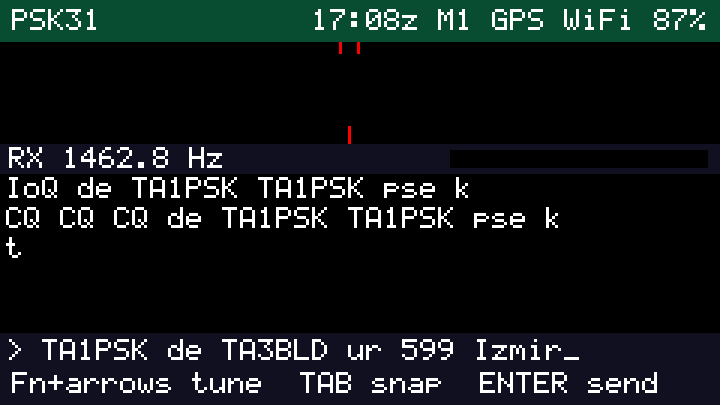 PSK31 17:08z M1 GPS WiFi 87%
RX 1462.8 Hz
IoQ de TA1PSK TA1PSK pse k
CQ CQ CQ de TA1PSK TA1PSK pse k
t
> TA1PSK de TA3BLD ur 599 Izmir_
Fn+arrows tune TAB snap ENTER send